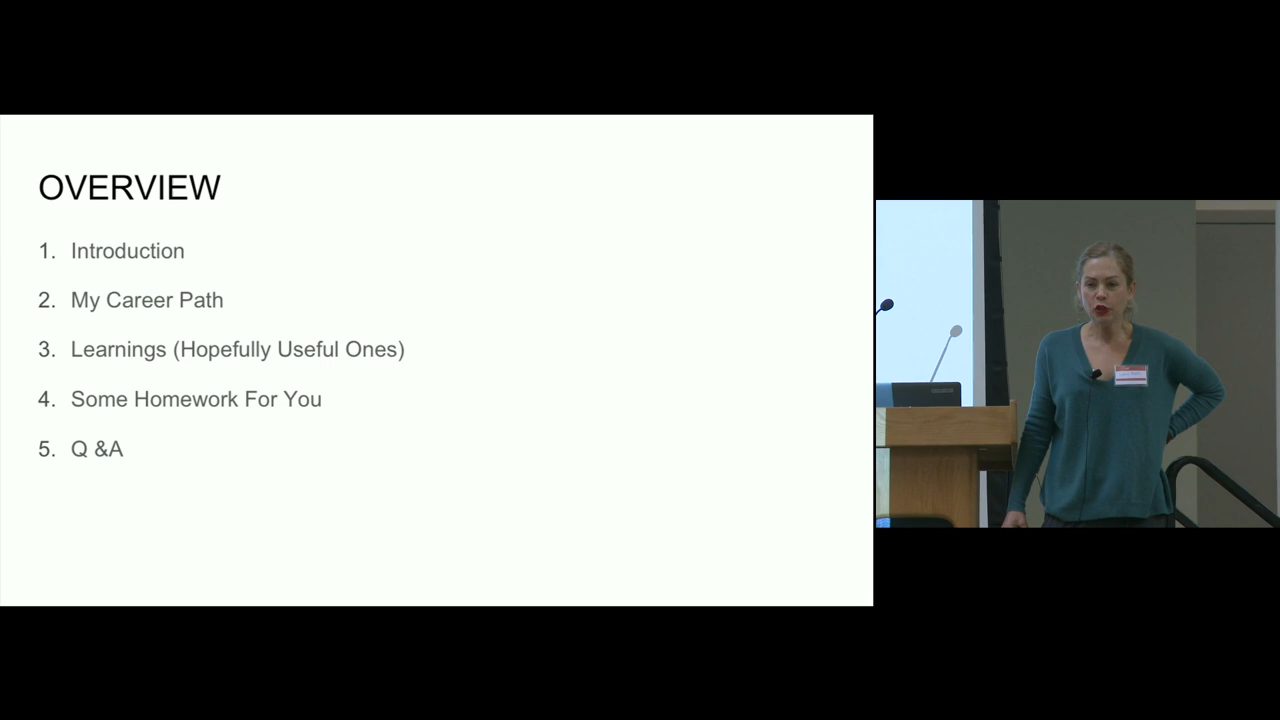 OVERVIEW
1. Introduction
2. My Career Path
3. Learnings (Hopefully Useful Ones)
4. Some Homework For You
5. Q &A